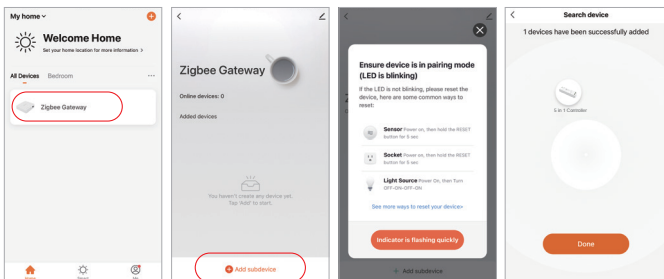 My home
Welcome Home
Set your home location for more information >
All Devices Bedroom ...
Zigbee Gateway
Home
Smart
Me
Zigbee Gateway
Online devices: 0
Added devices
You haven't create any device yet.
Tap 'Add' to start.
Add subdevice
Ensure device is in pairing mode
(LED is blinking)
If the LED is not blinking, please reset the
device, here are some common ways to
reset:
Sensor Power on, then hold the RESET
button for 5 sec
Socket Power on, then hold the RESET
button for 5 sec
Light Source Power On, then Turn
OFF-ON-OFF-ON
See more ways to reset your device>
Indicator is flashing quickly
+ Add subdevice
Search device
1 devices have been successfully added
5 in 1 Controller
Done